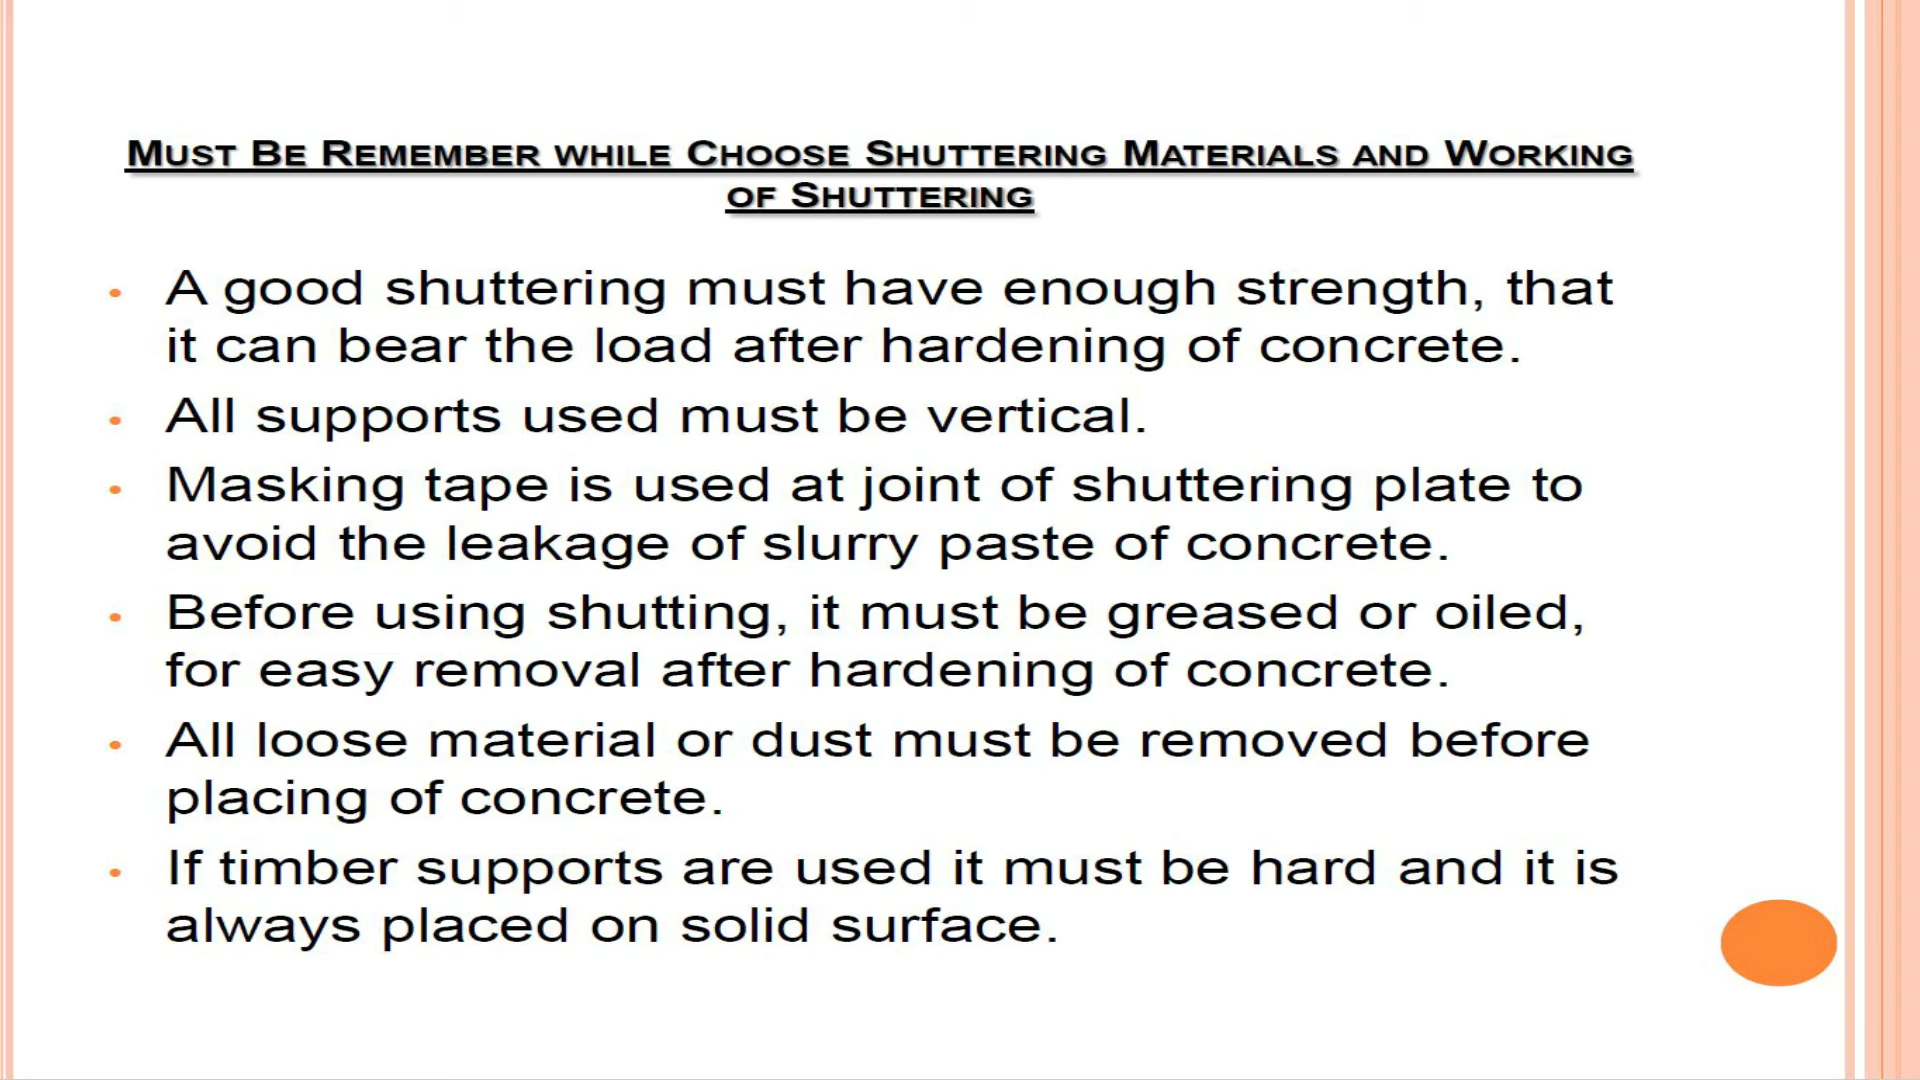 Must Be Remember while Choose Shuttering Materials and Working
of Shuttering
• A good shuttering must have enough strength, that
it can bear the load after hardening of concrete.
• All supports used must be vertical.
• Masking tape is used at joint of shuttering plate to
avoid the leakage of slurry paste of concrete.
• Before using shutting, it must be greased or oiled,
for easy removal after hardening of concrete.
• All loose material or dust must be removed before
placing of concrete.
• If timber supports are used it must be hard and it is
always placed on solid surface.